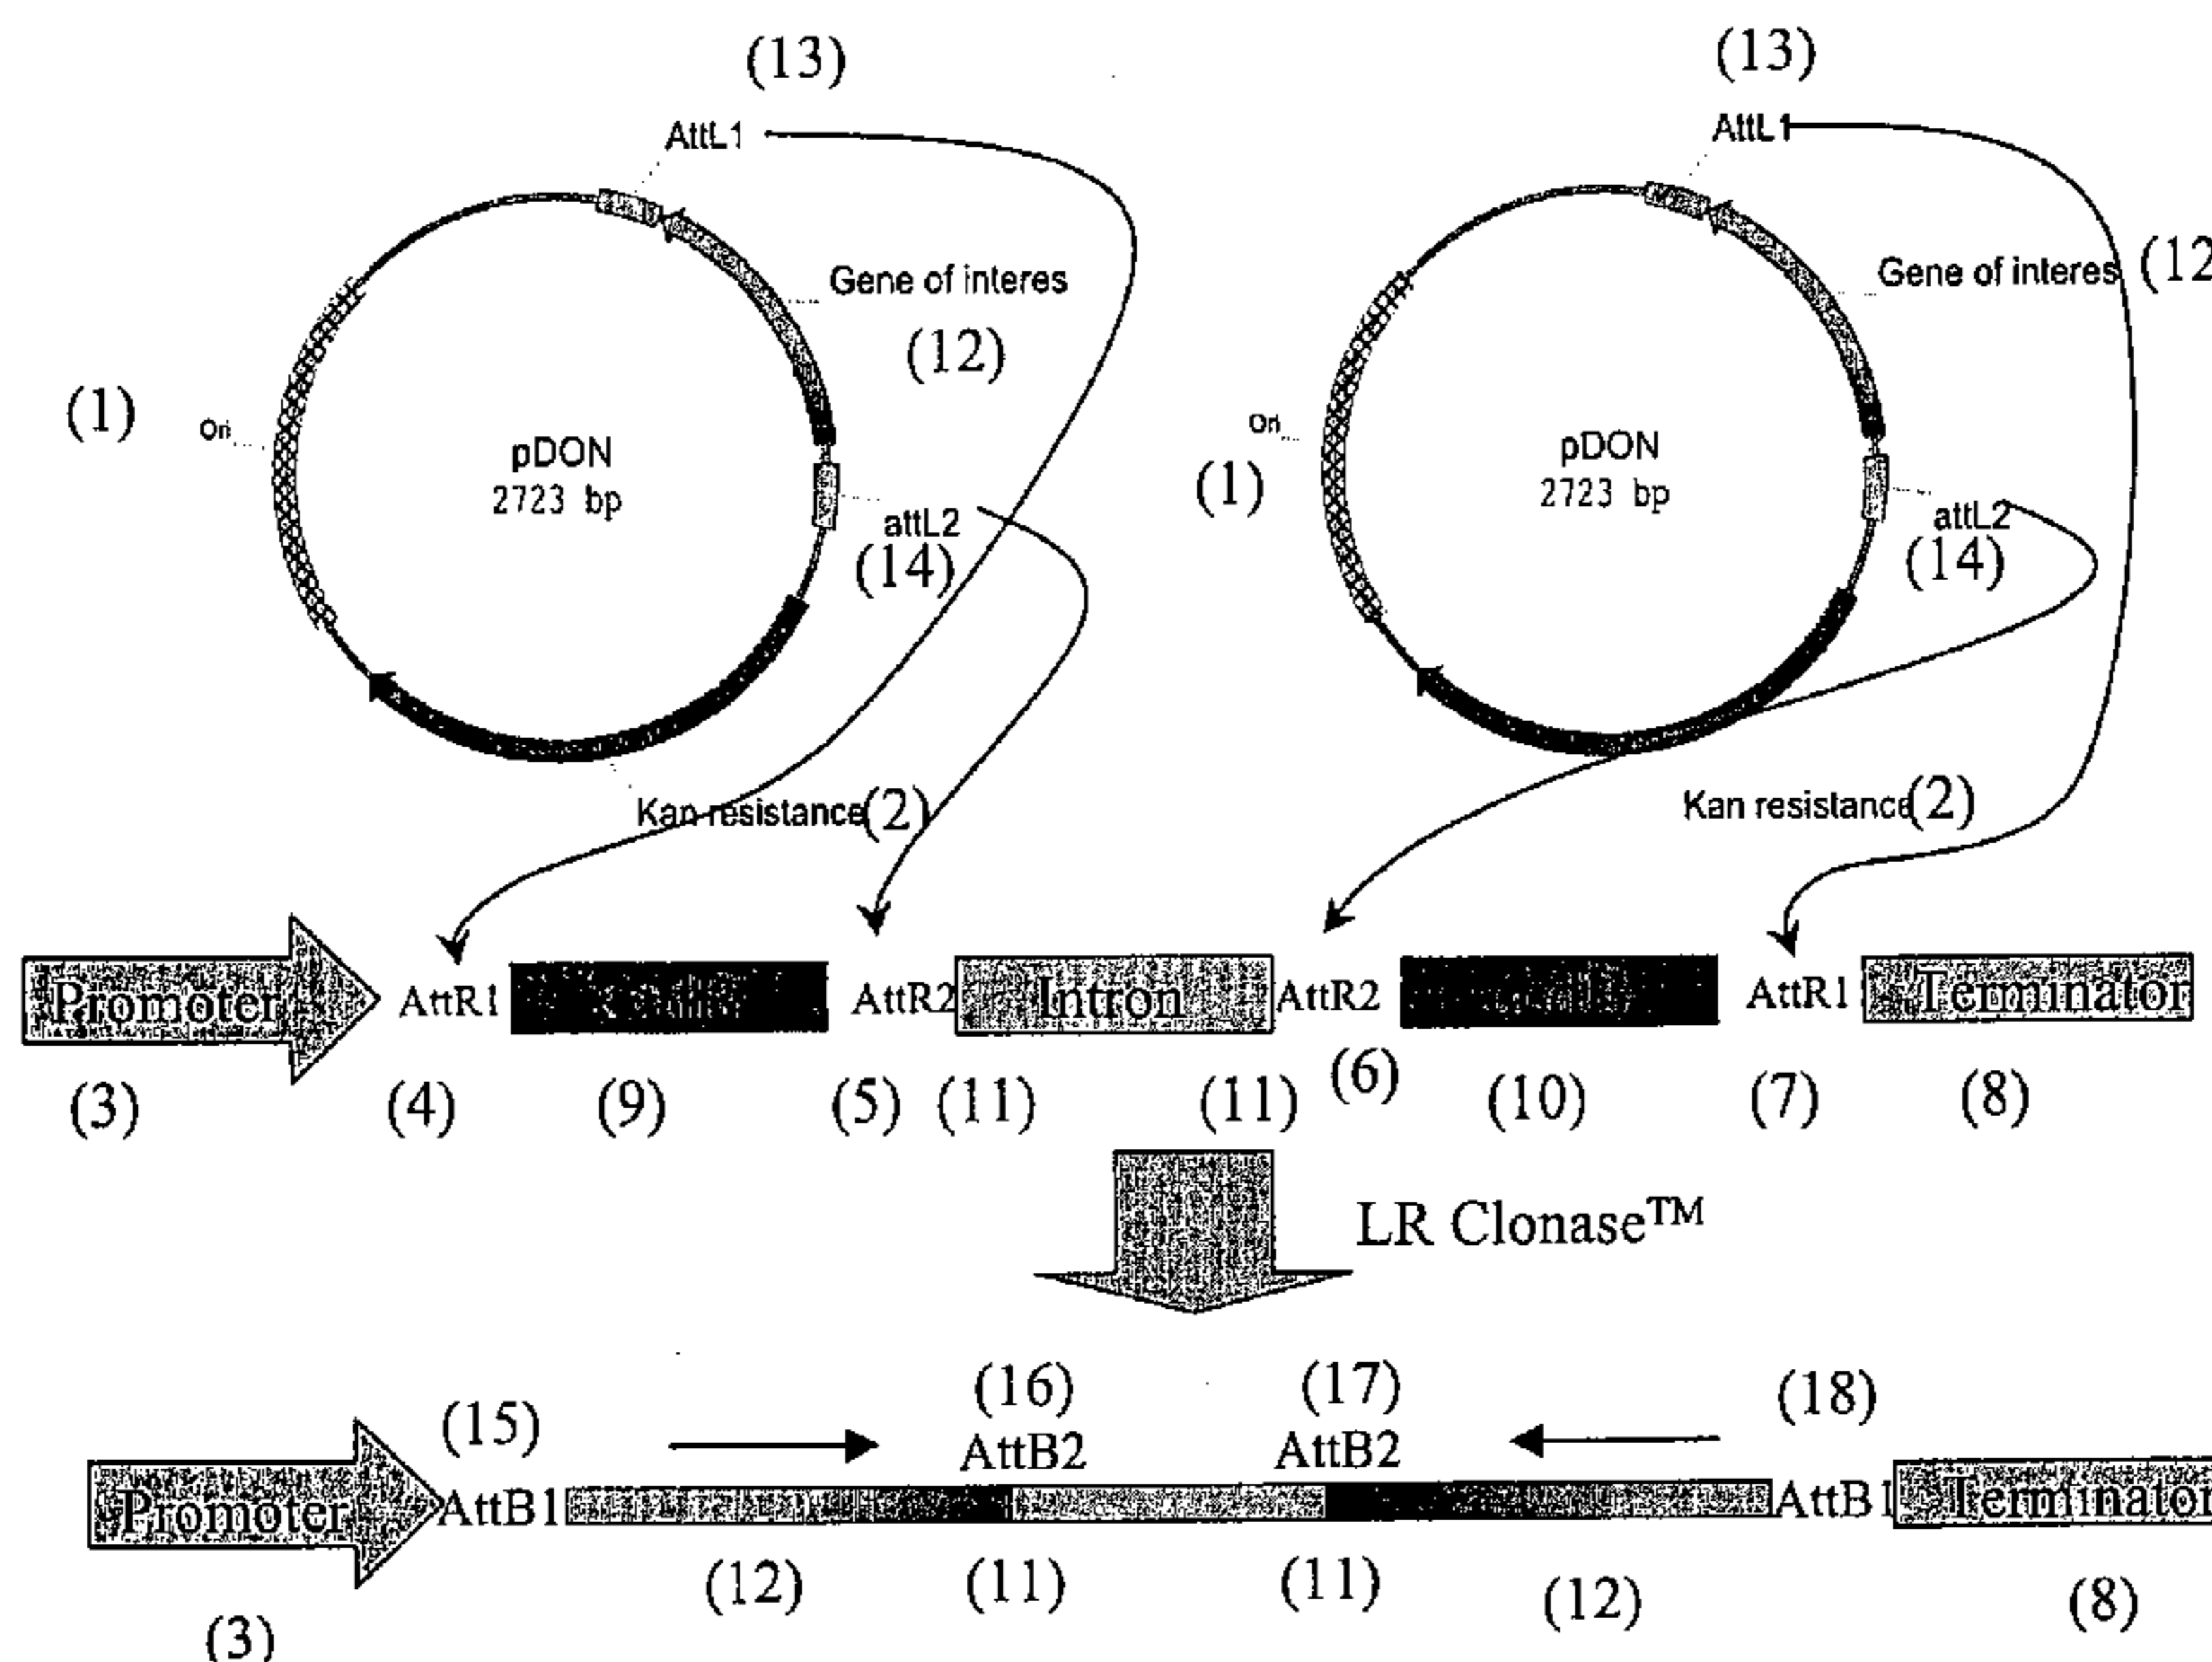 (13)
(13)
AttL1
AttL1
Gene of interes
(12)
Gene of interes (12
(1)
Ori
pDON
2723 bp
attL2
(14)
Ori
(1)
pDON
2723 bp
attL2
(14)
Kan resistance(2)
Kan resistance(2)
Promoter AttR1 AttR2 Intron AttR2 AttR1 Terminator
(3) (4) (9) (5) (11) (11) (6) (10) (7) (8)
LR Clonase™
(15) (16) (17) (18)
AttB2 AttB2
Promoter AttB1 AttB1 Terminator
(12) (11) (11) (12) (8)
(3)